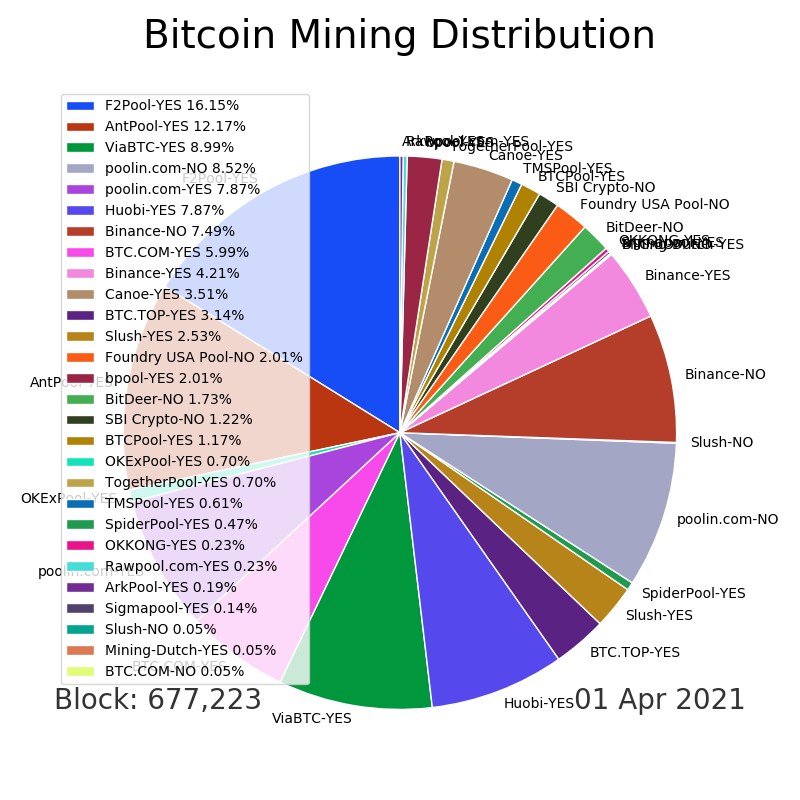 Bitcoin Mining Distribution
F2Pool-YES 16.15%
AntPool-YES 12.17%
ViaBTC-YES 8.99%
poolin.com-NO 8.52%
poolin.com-YES 7.87%
Huobi-YES 7.87%
Binance-NO 7.49%
BTC.COM-YES 5.99%
Binance-YES 4.21%
Canoe-YES 3.51%
BTC.TOP-YES 3.14%
Slush-YES 2.53%
Foundry USA Pool-NO 2.01%
bpool-YES 2.01%
BitDeer-NO 1.73%
SBI Crypto-NO 1.22%
BTCPool-YES 1.17%
OKExPool-YES 0.70%
TogetherPool-YES 0.70%
TMSPool-YES 0.61%
SpiderPool-YES 0.47%
OKKONG-YES 0.23%
Rawpool.com-YES 0.23%
ArkPool-YES 0.19%
Sigmapool-YES 0.14%
Slush-NO 0.05%
Mining-Dutch-YES 0.05%
BTC.COM-NO 0.05%
F2Pool-YES
AntPool-YES
OKExPool-YES
poolin.com-YES
BTC.COM-YES
ViaBTC-YES
Huobi-YES
BTC.TOP-YES
Slush-YES
SpiderPool-YES
poolin.com-NO
Slush-NO
Binance-NO
Binance-YES
OKKONG-YES
BitDeer-NO
Foundry USA Pool-NO
SBI Crypto-NO
BTCPool-YES
TMSPool-YES
Canoe-YES
TogetherPool-YES
Block: 677,223
01 Apr 2021